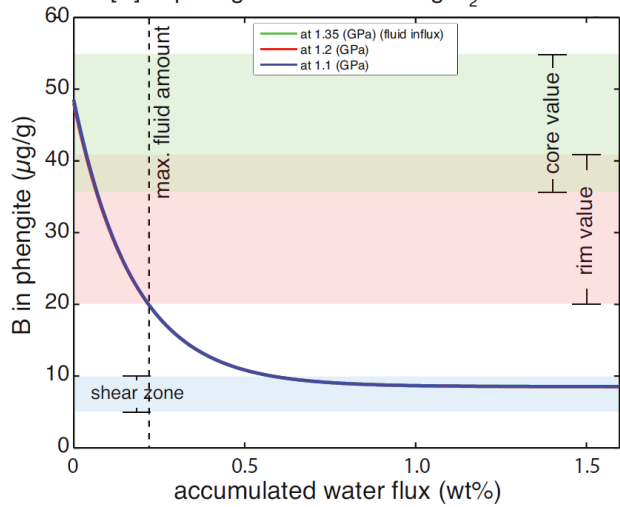 60
50
40
30
20
10
0
B in phengite (µg/g)
at 1.35 (GPa) (fluid influx)
at 1.2 (GPa)
at 1.1 (GPa)
max. fluid amount
core value
rim value
shear zone
0
0.5
1.0
1.5
accumulated water flux (wt%)